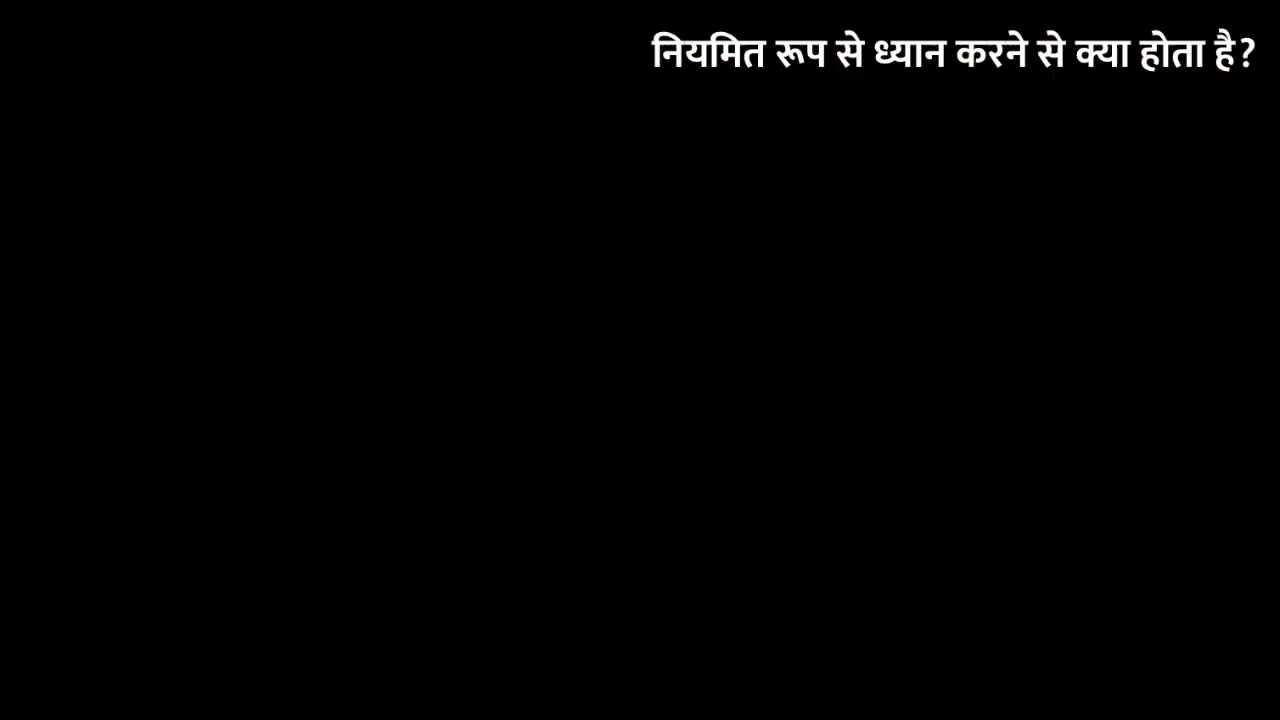 नियमित रूप से ध्यान करने से क्या होता है?